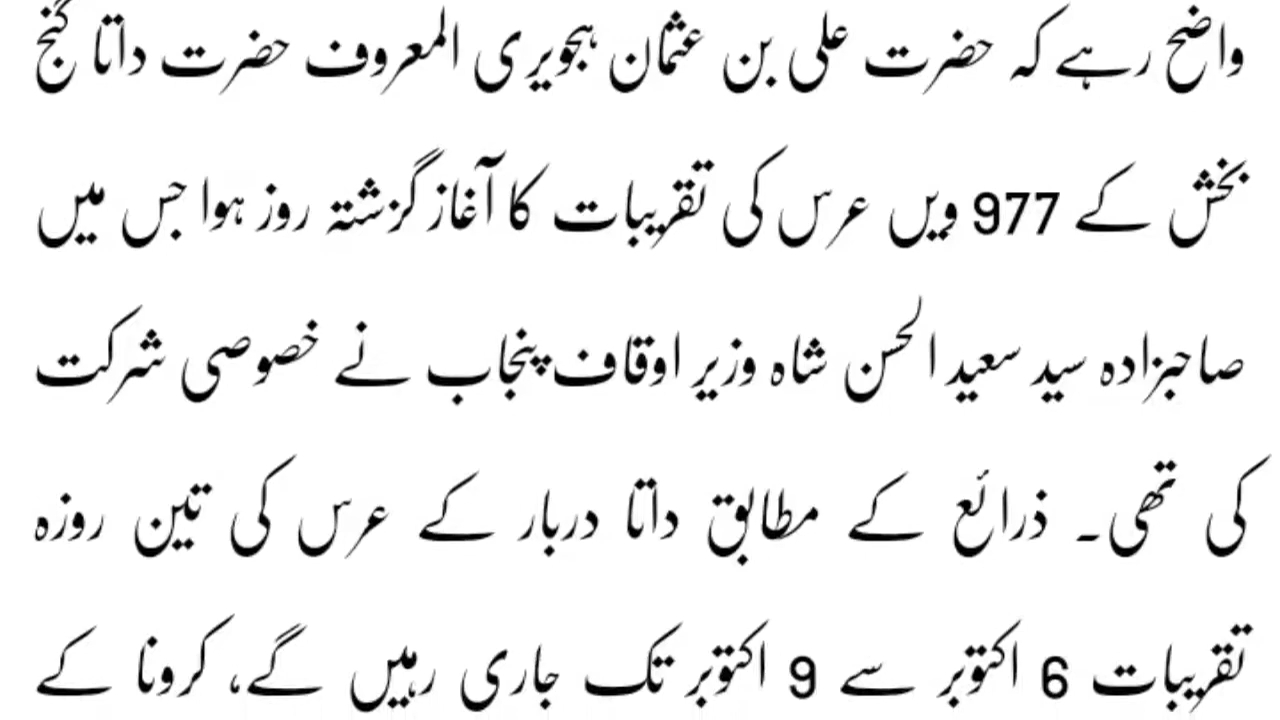 واضح رہے کہ حضرت علی بن عثمان ہجویری المعروف حضرت داتا گنج
بخش کے 977 ویں عرس کی تقریبات کا آغاز گزشتہ روز ہوا جس میں
صاحبزادہ سید سعید الحسن شاہ وزیر اوقاف پنجاب نے خصوصی شرکت
کی تھی۔ ذرائع کے مطابق داتا دربار کے عرس کی تین روزہ
تقریبات 6 اکتوبر سے 9 اکتوبر تک جاری رہیں گے، کرونا کے